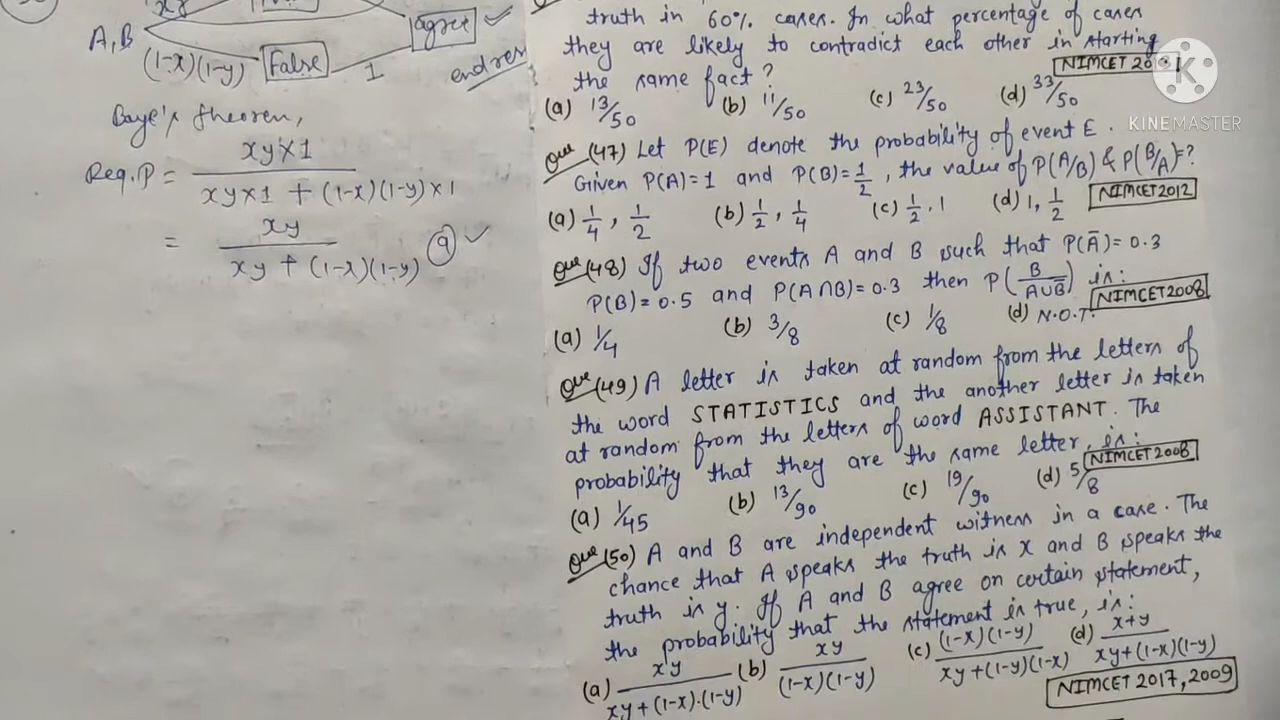 xy
agree ✓
A, B
(1-x)(1-y) False 1 end res
Baye's theorem,
Req.P = xy×1 / xy×1 + (1-x)(1-y)×1
= xy / xy + (1-x)(1-y) (a) ✓
truth in 60% cases. In what percentage of cases
they are likely to contradict each other in starting
the same fact? NIMCET
(a) 13/50 (b) 11/50 (c) 23/50 (d) 33/50
KINEMASTER
Que (47) Let P(E) denote the probability of event E.
Given P(A)=1 and P(B)=1/2, the value of P(A/B) & P(B/A)=?
(a) 1/4, 1/2 (b) 1/2, 1/4 (c) 1/2, 1 (d) 1, 1/2 NIMCET 2012
Que (48) If two events A and B such that P(Ā)=0.3
P(B)=0.5 and P(A∩B)=0.3 then P(B/A∪B̅) is:
(a) 1/4 (b) 3/8 (c) 1/8 (d) N.O.T. NIMCET 2008
Que (49) A letter is taken at random from the letters of
the word STATISTICS and the another letter is taken
at random from the letters of word ASSISTANT. The
probability that they are the same letter, is:
(a) 1/45 (b) 13/90 (c) 19/90 (d) 5/8 NIMCET 2008
Que (50) A and B are independent witness in a case. The
chance that A speaks the truth is x and B speaks the
truth is y. If A and B agree on certain statement,
the probability that the statement is true, is:
(a) xy / xy+(1-x).(1-y) (b) xy / (1-x)(1-y) (c) (1-x)(1-y) / xy+(1-y)(1-x) (d) x+y / xy+(1-x)(1-y)
NIMCET 2017, 2009